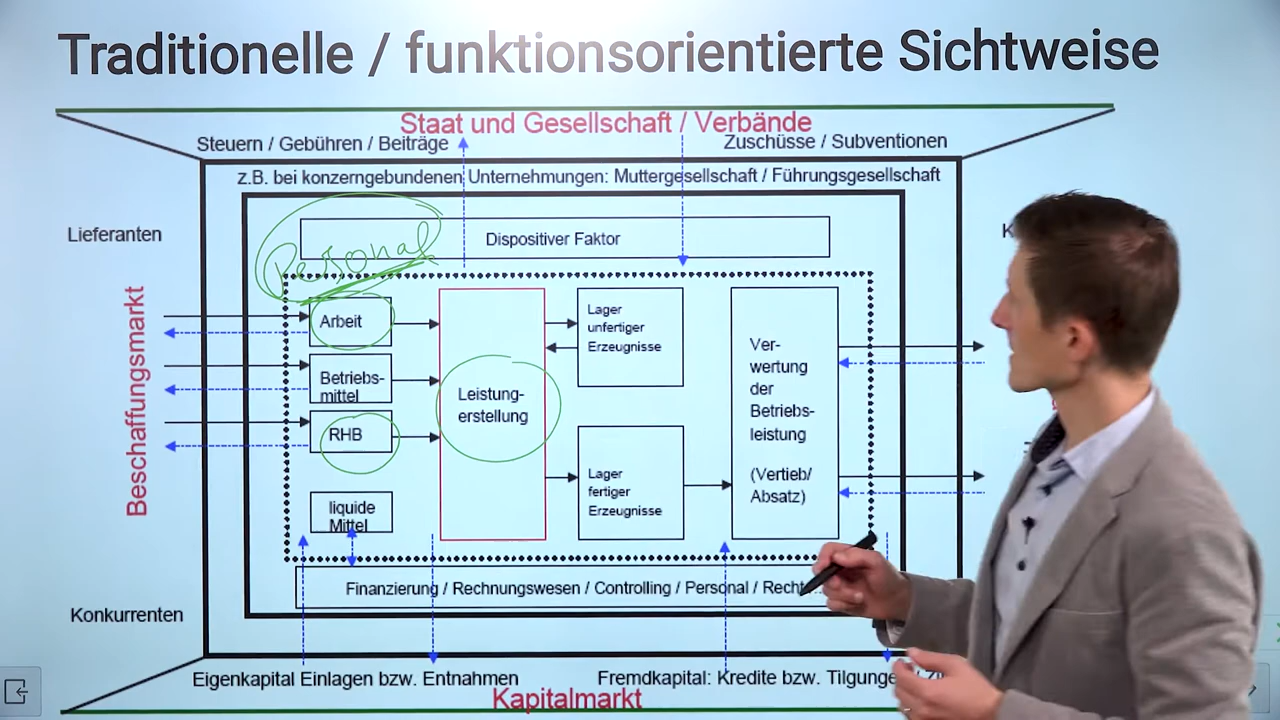 Traditionelle / funktionsorientierte Sichtweise
Staat und Gesellschaft / Verbände
Steuern / Gebühren / Beiträge
Zuschüsse / Subventionen
z.B. bei konzerngebundenen Unternehmungen: Muttergesellschaft / Führungsgesellschaft
Lieferanten
Dispositiver Faktor
Personal
Beschaffungsmarkt
Arbeit
Betriebs-
mittel
RHB
liquide
Mittel
Leistung-
erstellung
Lager
unfertiger
Erzeugnisse
Lager
fertiger
Erzeugnisse
Ver-
wertung
der
Betriebs-
leistung
(Vertieb/
Absatz)
Finanzierung / Rechnungswesen / Controlling / Personal / Recht
Konkurrenten
Eigenkapital Einlagen bzw. Entnahmen
Fremdkapital: Kredite bzw. Tilgung
Kapitalmarkt